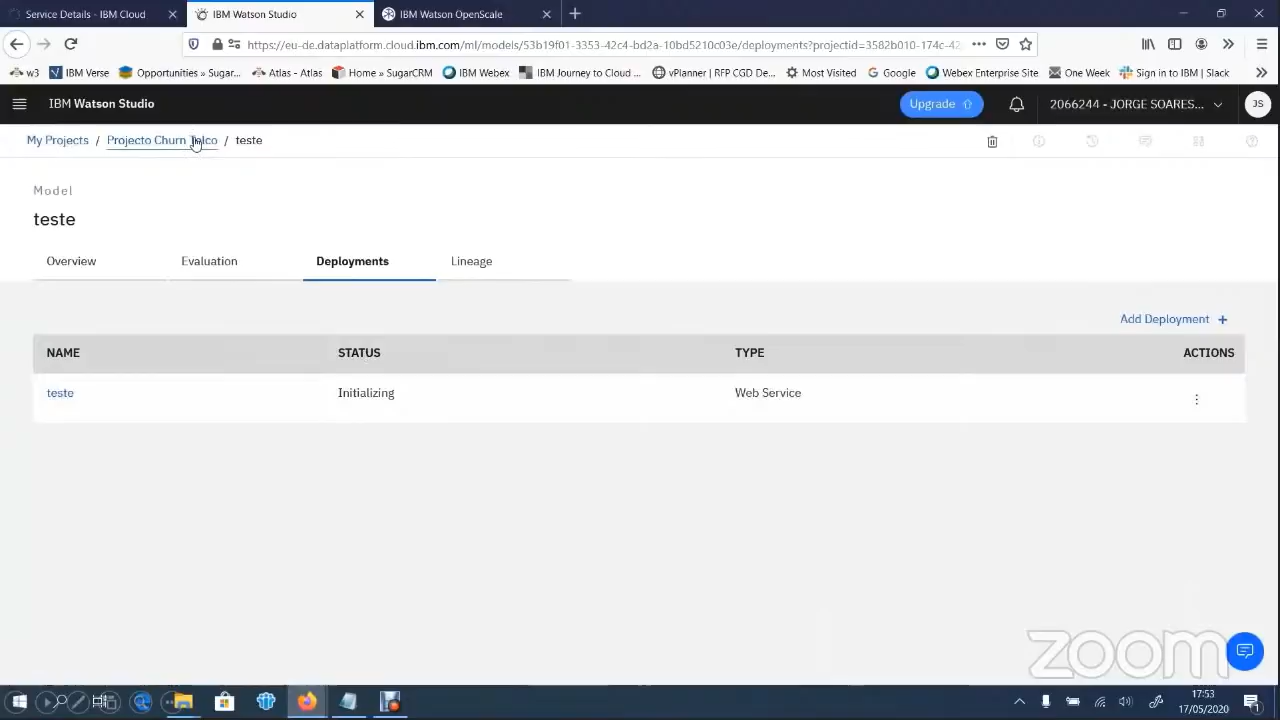 Service Details - IBM Cloud
IBM Watson Studio
IBM Watson OpenScale
https://eu-de.dataplatform.cloud.ibm.com/ml/models/53b19f01-3353-42c4-bd2a-10bd5210c03e/deployments?projectid=3582b010-174c-42
w3
IBM Verse
Opportunities » Sugar...
Atlas - Atlas
Home » SugarCRM
IBM Webex
IBM Journey to Cloud ...
vPlanner | RFP CGD De...
Most Visited
Google
Webex Enterprise Site
One Week
Sign in to IBM | Slack
IBM Watson Studio
Upgrade
2066244 - JORGE SOARES...
JS
My Projects / Projecto Churn Telco / teste
Model
teste
Overview
Evaluation
Deployments
Lineage
Add Deployment +
NAME STATUS TYPE ACTIONS
teste Initializing Web Service
zoom
17:53
17/05/2020
1